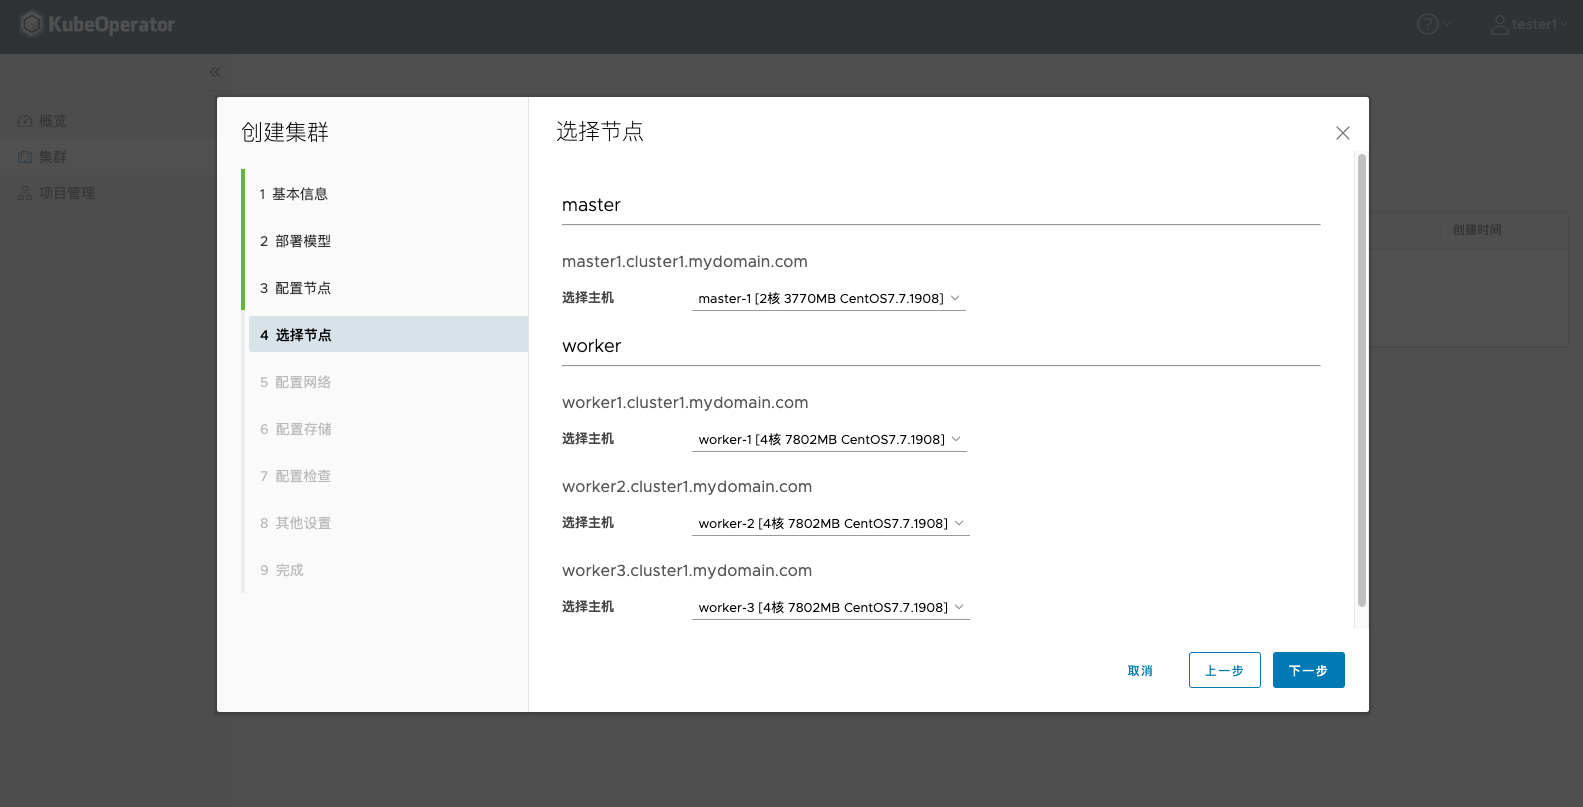 KubeOperator
tester1
概览
集群
项目管理
创建时间
创建集群
1 基本信息
2 部署模型
3 配置节点
4 选择节点
5 配置网络
6 配置存储
7 配置检查
8 其他设置
9 完成
选择节点
master
master1.cluster1.mydomain.com
选择主机 master-1 [2核 3770MB CentOS7.7.1908]
worker
worker1.cluster1.mydomain.com
选择主机 worker-1 [4核 7802MB CentOS7.7.1908]
worker2.cluster1.mydomain.com
选择主机 worker-2 [4核 7802MB CentOS7.7.1908]
worker3.cluster1.mydomain.com
选择主机 worker-3 [4核 7802MB CentOS7.7.1908]
取消 上一步 下一步